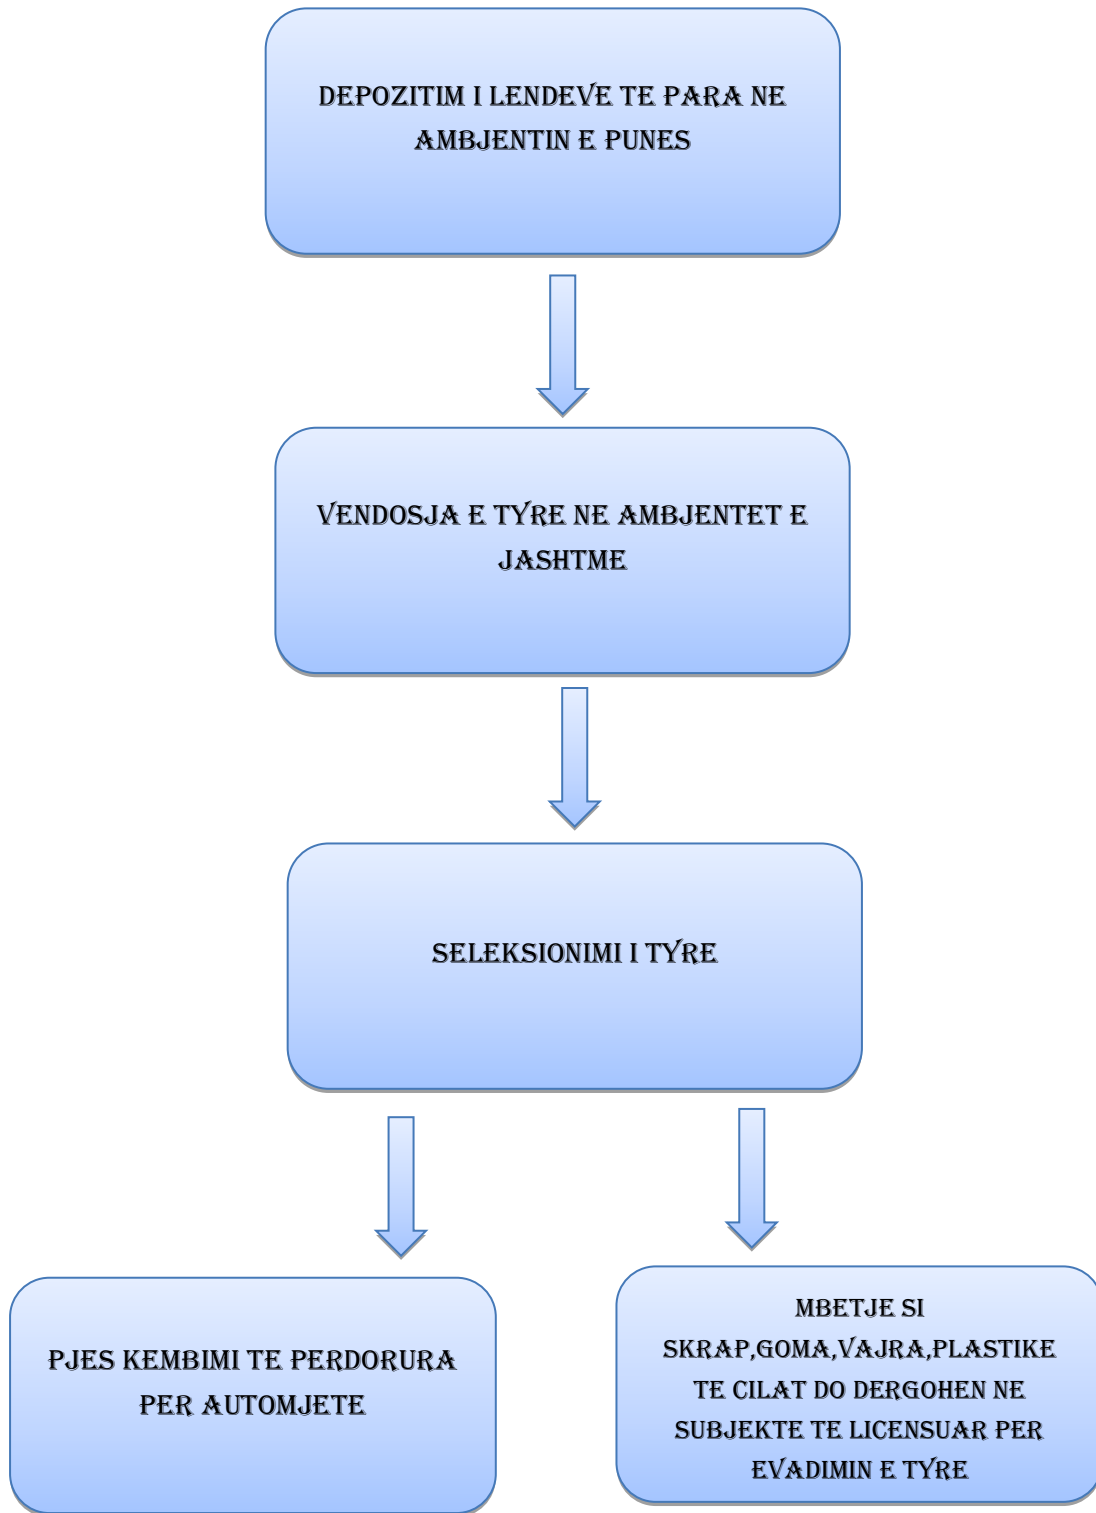 DEPOZITIM I LENDEVE TE PARA NE
AMBJENTIN E PUNES
VENDOSJA E TYRE NE AMBJENTET E
JASHTME
SELEKSIONIMI I TYRE
PJES KEMBIMI TE PERDORURA
PER AUTOMJETE
MBETJE SI
SKRAP,GOMA,VAJRA,PLASTIKE
TE CILAT DO DERGOHEN NE
SUBJEKTE TE LICENSUAR PER
EVADIMIN E TYRE